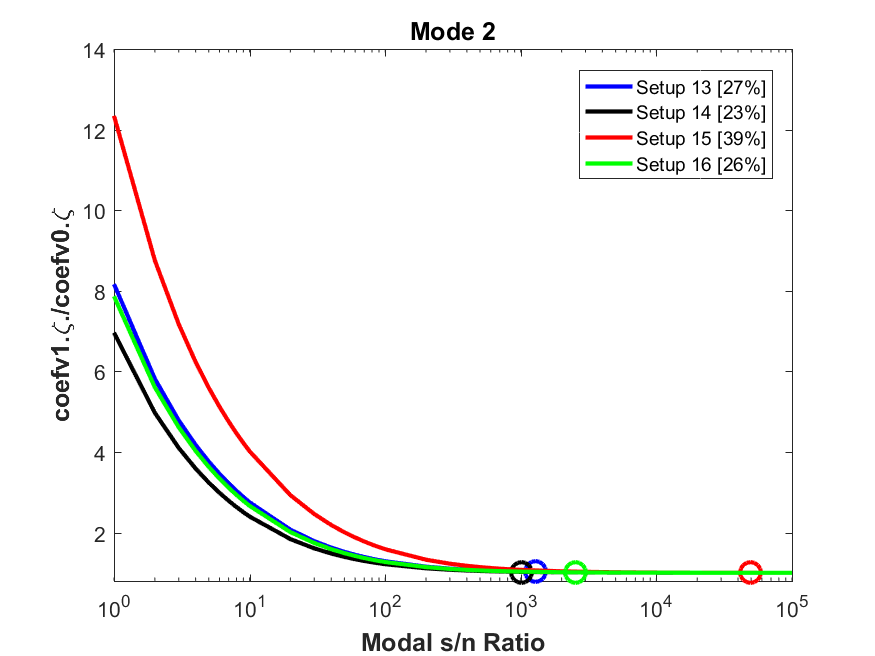 Mode 2
14
12
10
8
6
4
2
coefv1.ζ./coefv0.ζ
Setup 13 [27%]
Setup 14 [23%]
Setup 15 [39%]
Setup 16 [26%]
10⁰ 10¹ 10² 10³ 10⁴ 10⁵
Modal s/n Ratio